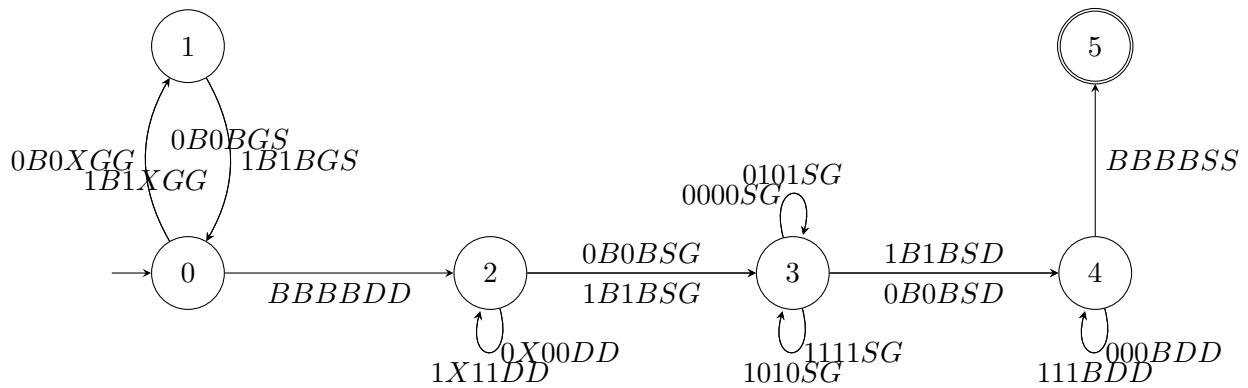 1
5
0B0XGG
1B1XGG
0B0BGS
1B1BGS
0101SG
0000SG
BBBBSS
0
BBBBDD
2
0B0BSG
1B1BSG
3
1B1BSD
0B0BSD
4
0X00DD
1X11DD
1111SG
1010SG
000BDD
111BDD